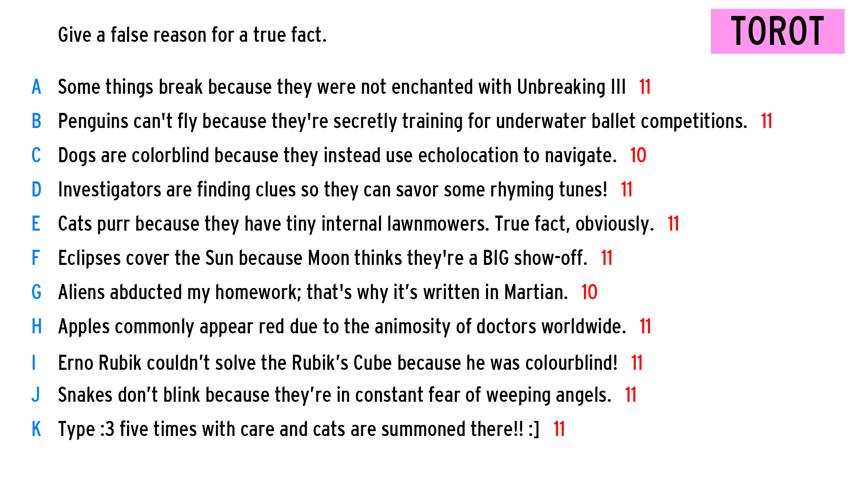 Give a false reason for a true fact.
TOROT
A Some things break because they were not enchanted with Unbreaking III 11
B Penguins can't fly because they're secretly training for underwater ballet competitions. 11
C Dogs are colorblind because they instead use echolocation to navigate. 10
D Investigators are finding clues so they can savor some rhyming tunes! 11
E Cats purr because they have tiny internal lawnmowers. True fact, obviously. 11
F Eclipses cover the Sun because Moon thinks they're a BIG show-off. 11
G Aliens abducted my homework; that's why it’s written in Martian. 10
H Apples commonly appear red due to the animosity of doctors worldwide. 11
I Erno Rubik couldn’t solve the Rubik’s Cube because he was colourblind! 11
J Snakes don’t blink because they’re in constant fear of weeping angels. 11
K Type :3 five times with care and cats are summoned there!! :] 11